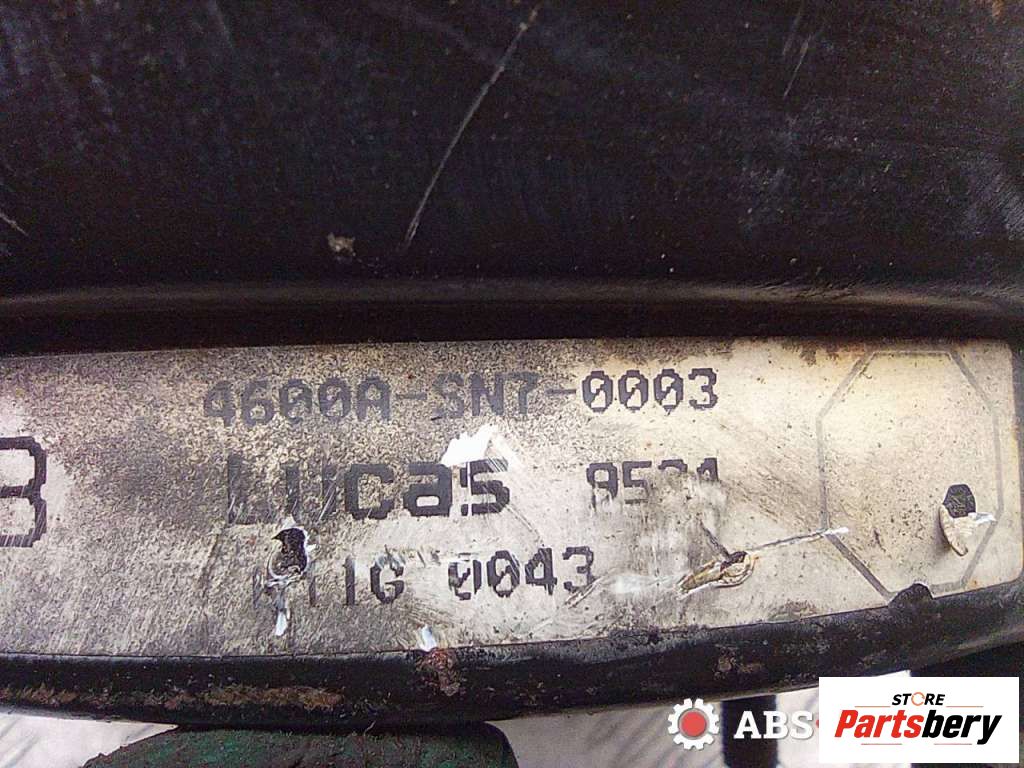 4600A-SN7-0003
B
Lucas
0043
ABS
STORE
Partsbery